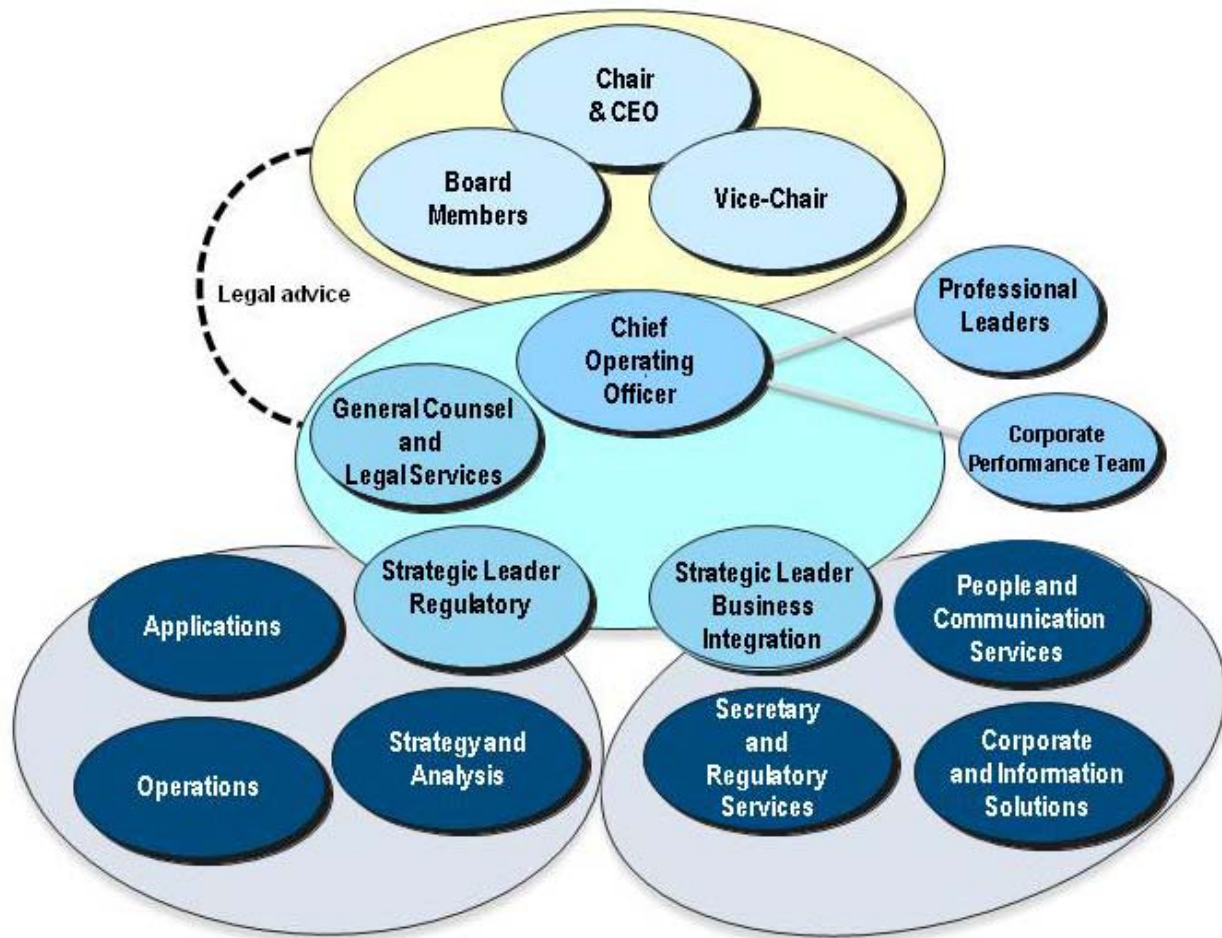 Chair
& CEO
Board
Members
Vice-Chair
Legal advice
Professional
Leaders
Chief
Operating
Officer
General Counsel
and
Legal Services
Corporate
Performance Team
Strategic Leader
Regulatory
Strategic Leader
Business
Integration
Applications
People and
Communication
Services
Operations
Strategy and
Analysis
Secretary
and
Regulatory
Services
Corporate
and Information
Solutions